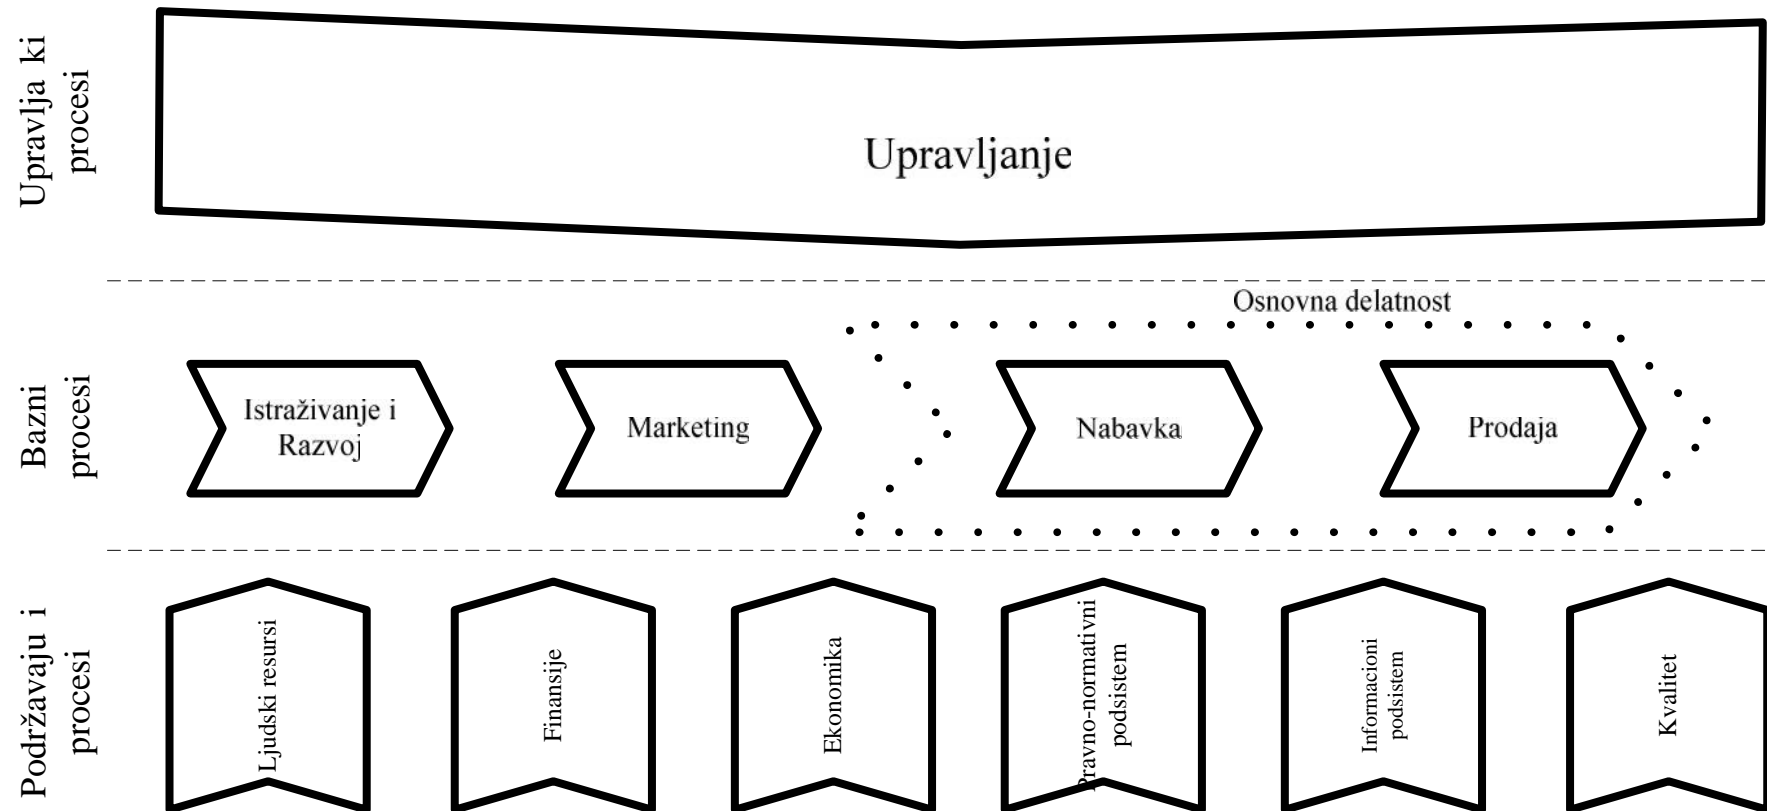 Upravlja ki
procesi
Upravljanje
Osnovna delatnost
Bazni
procesi
Istraživanje i
Razvoj
Marketing
Nabavka
Prodaja
Podržavaju i
procesi
Ljudski resursi
Finansije
Ekonomika
Pravno-normativni
podsistem
Informacioni
podsistem
Kvalitet